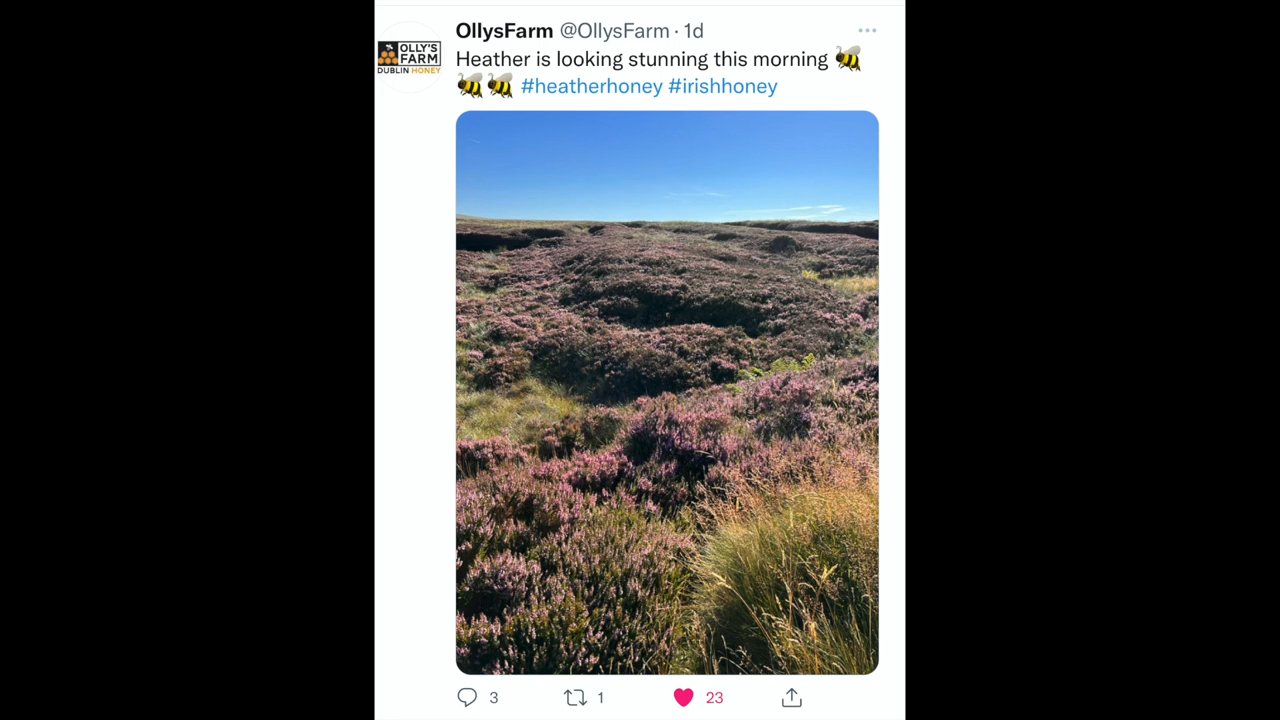 OllysFarm @OllysFarm · 1d
OLLY'S
FARM
DUBLIN HONEY
Heather is looking stunning this morning 🐝
🐝🐝 #heatherhoney #irishhoney
3 1 23